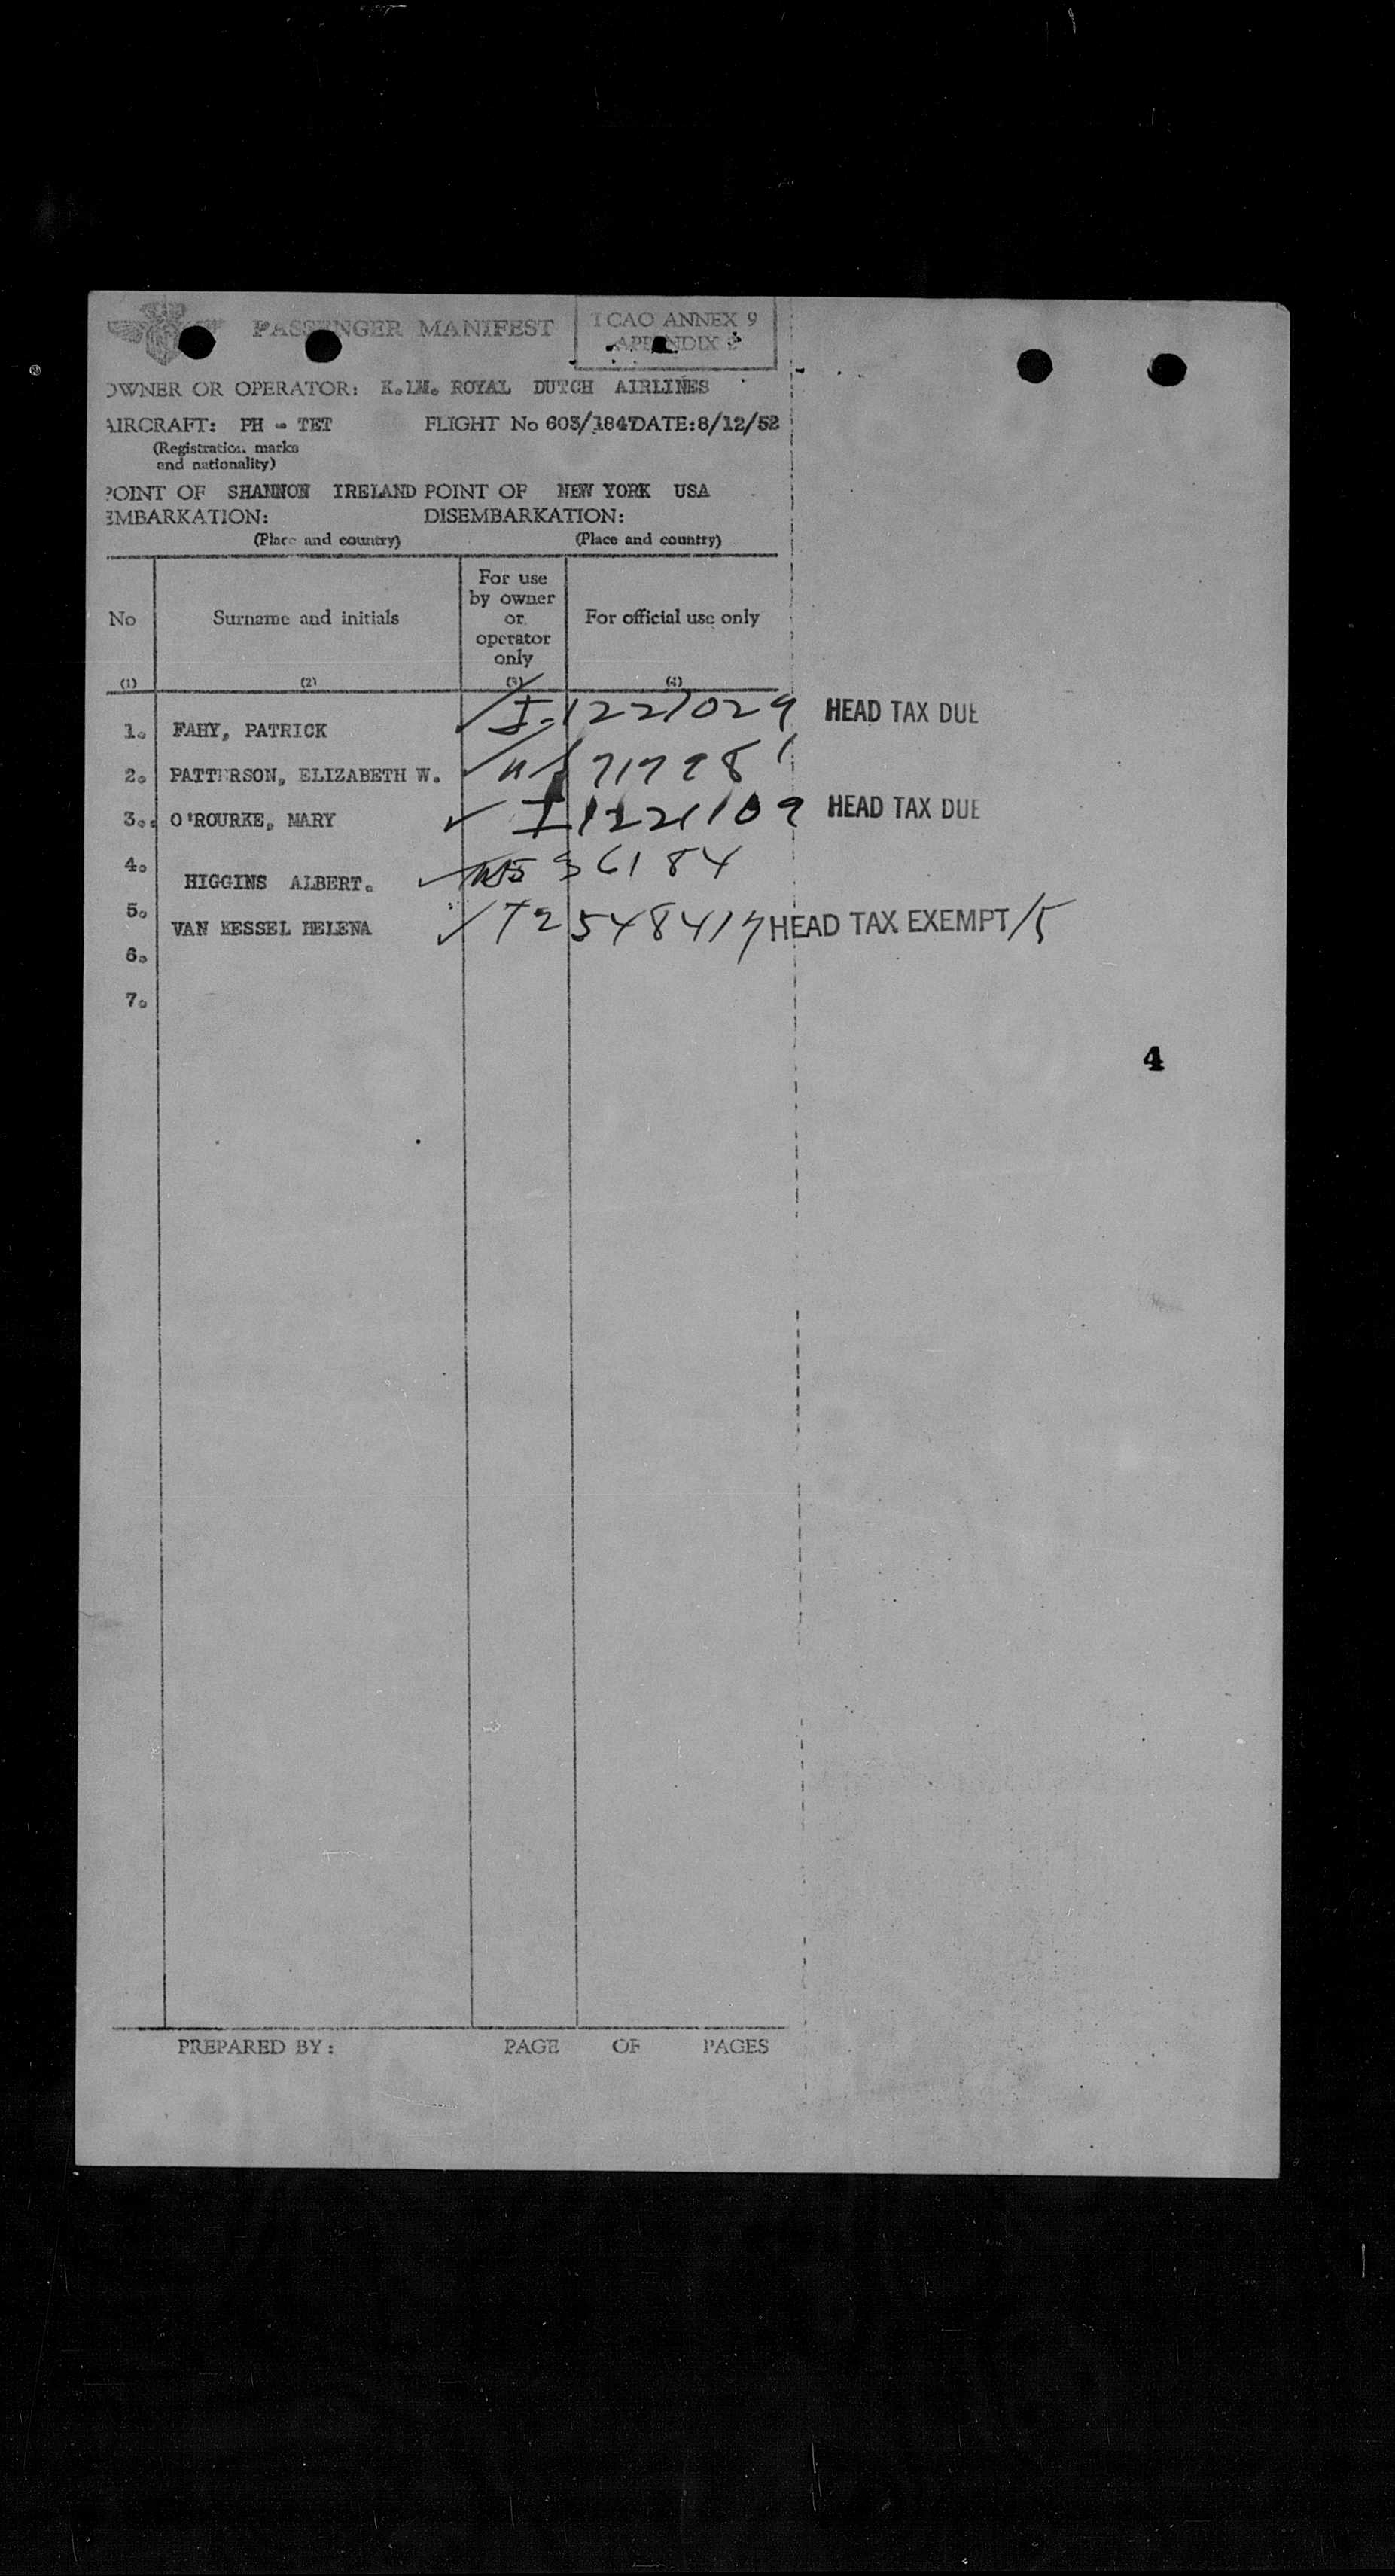 PASSENGER MANIFEST
ICAO ANNEX 9
APPENDIX
OWNER OR OPERATOR: K.LM. ROYAL DUTCH AIRLINES
AIRCRAFT: PH - TET FLIGHT No 603/184 DATE: 8/12/52
(Registration marks
and nationality)
POINT OF SHANNON IRELAND POINT OF NEW YORK USA
EMBARKATION: DISEMBARKATION:
(Place and country) (Place and country)
No Surname and initials For use by owner or operator only For official use only
(1) (2) (3) (4)
1. FAHY, PATRICK I-1221029 HEAD TAX DUE
2. PATTERSON, ELIZABETH W.
3. O'ROURKE, MARY I1221109 HEAD TAX DUE
4. HIGGINS ALBERT. 36184
5. VAN KESSEL HELENA T2548417 HEAD TAX EXEMPT /5
6.
7.
4
PREPARED BY: PAGE OF PAGES